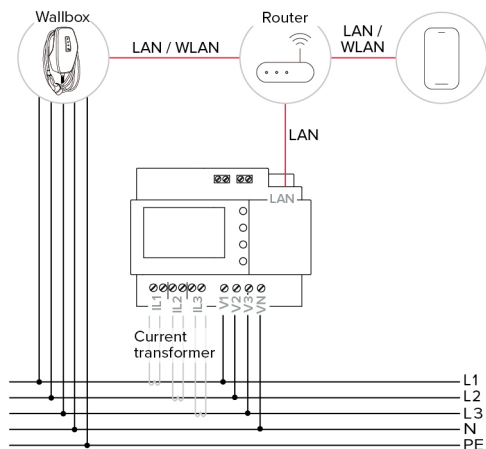 Wallbox
Router
LAN / WLAN
LAN /
WLAN
LAN
LAN
IL1
IL2
IL3
V1
V2
V3
VN
Current
transformer
L1
L2
L3
N
PE